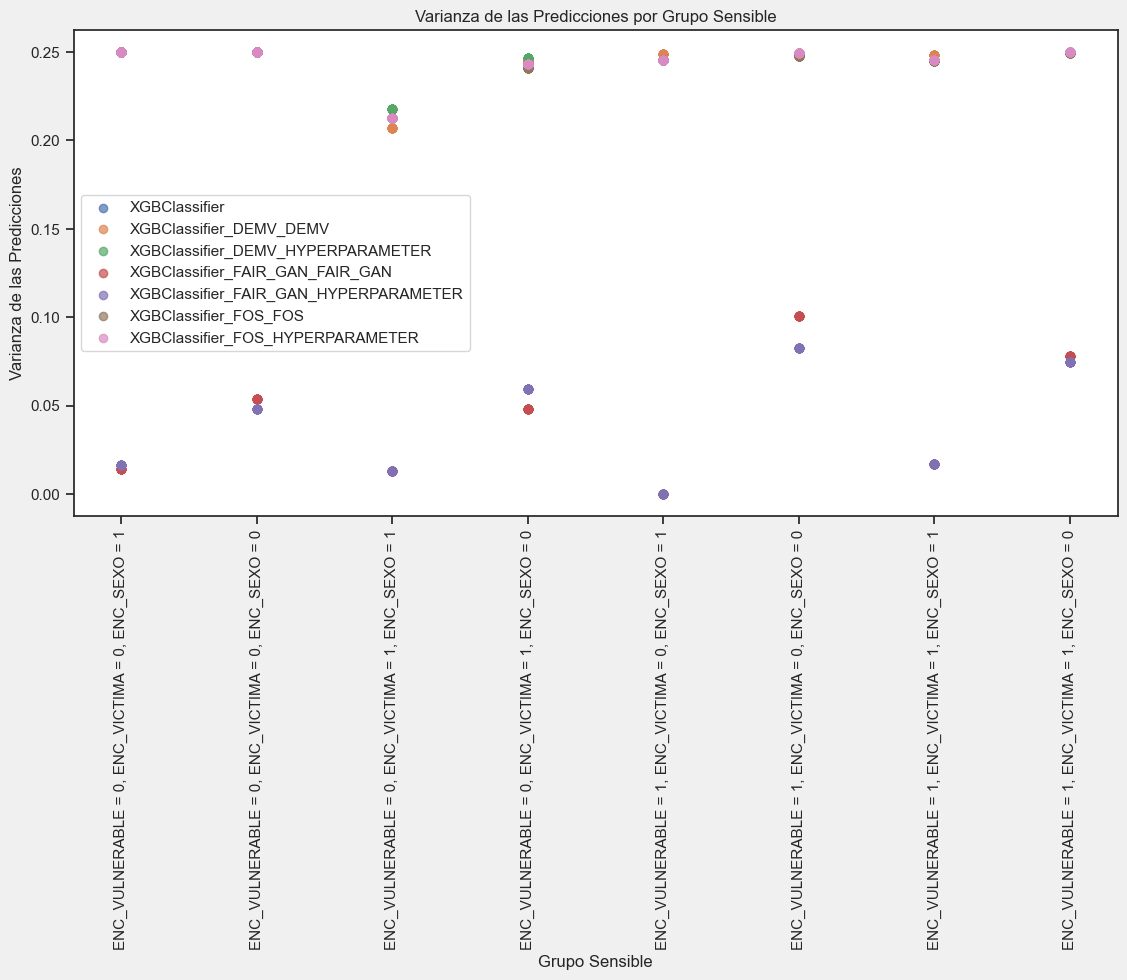 Varianza de las Predicciones por Grupo Sensible
Varianza de las Predicciones
0.25
0.20
0.15
0.10
0.05
0.00
XGBClassifier
XGBClassifier_DEMV_DEMV
XGBClassifier_DEMV_HYPERPARAMETER
XGBClassifier_FAIR_GAN_FAIR_GAN
XGBClassifier_FAIR_GAN_HYPERPARAMETER
XGBClassifier_FOS_FOS
XGBClassifier_FOS_HYPERPARAMETER
ENC_VULNERABLE = 0, ENC_VICTIMA = 0, ENC_SEXO = 1
ENC_VULNERABLE = 0, ENC_VICTIMA = 0, ENC_SEXO = 0
ENC_VULNERABLE = 0, ENC_VICTIMA = 1, ENC_SEXO = 1
ENC_VULNERABLE = 0, ENC_VICTIMA = 1, ENC_SEXO = 0
ENC_VULNERABLE = 1, ENC_VICTIMA = 0, ENC_SEXO = 1
ENC_VULNERABLE = 1, ENC_VICTIMA = 0, ENC_SEXO = 0
ENC_VULNERABLE = 1, ENC_VICTIMA = 1, ENC_SEXO = 1
ENC_VULNERABLE = 1, ENC_VICTIMA = 1, ENC_SEXO = 0
Grupo Sensible